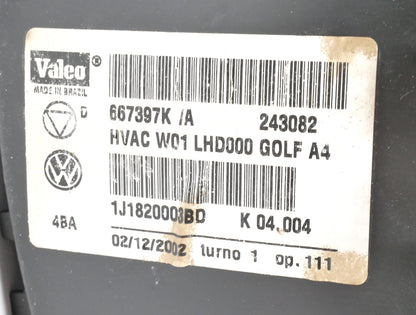 Valeo ®
MADE IN BRAZIL
D
667397K /A 243082
HVAC W01 LHD000 GOLF A4
1J1820003BD K 04.004
4BA
02/12/2002 turno 1 op.111